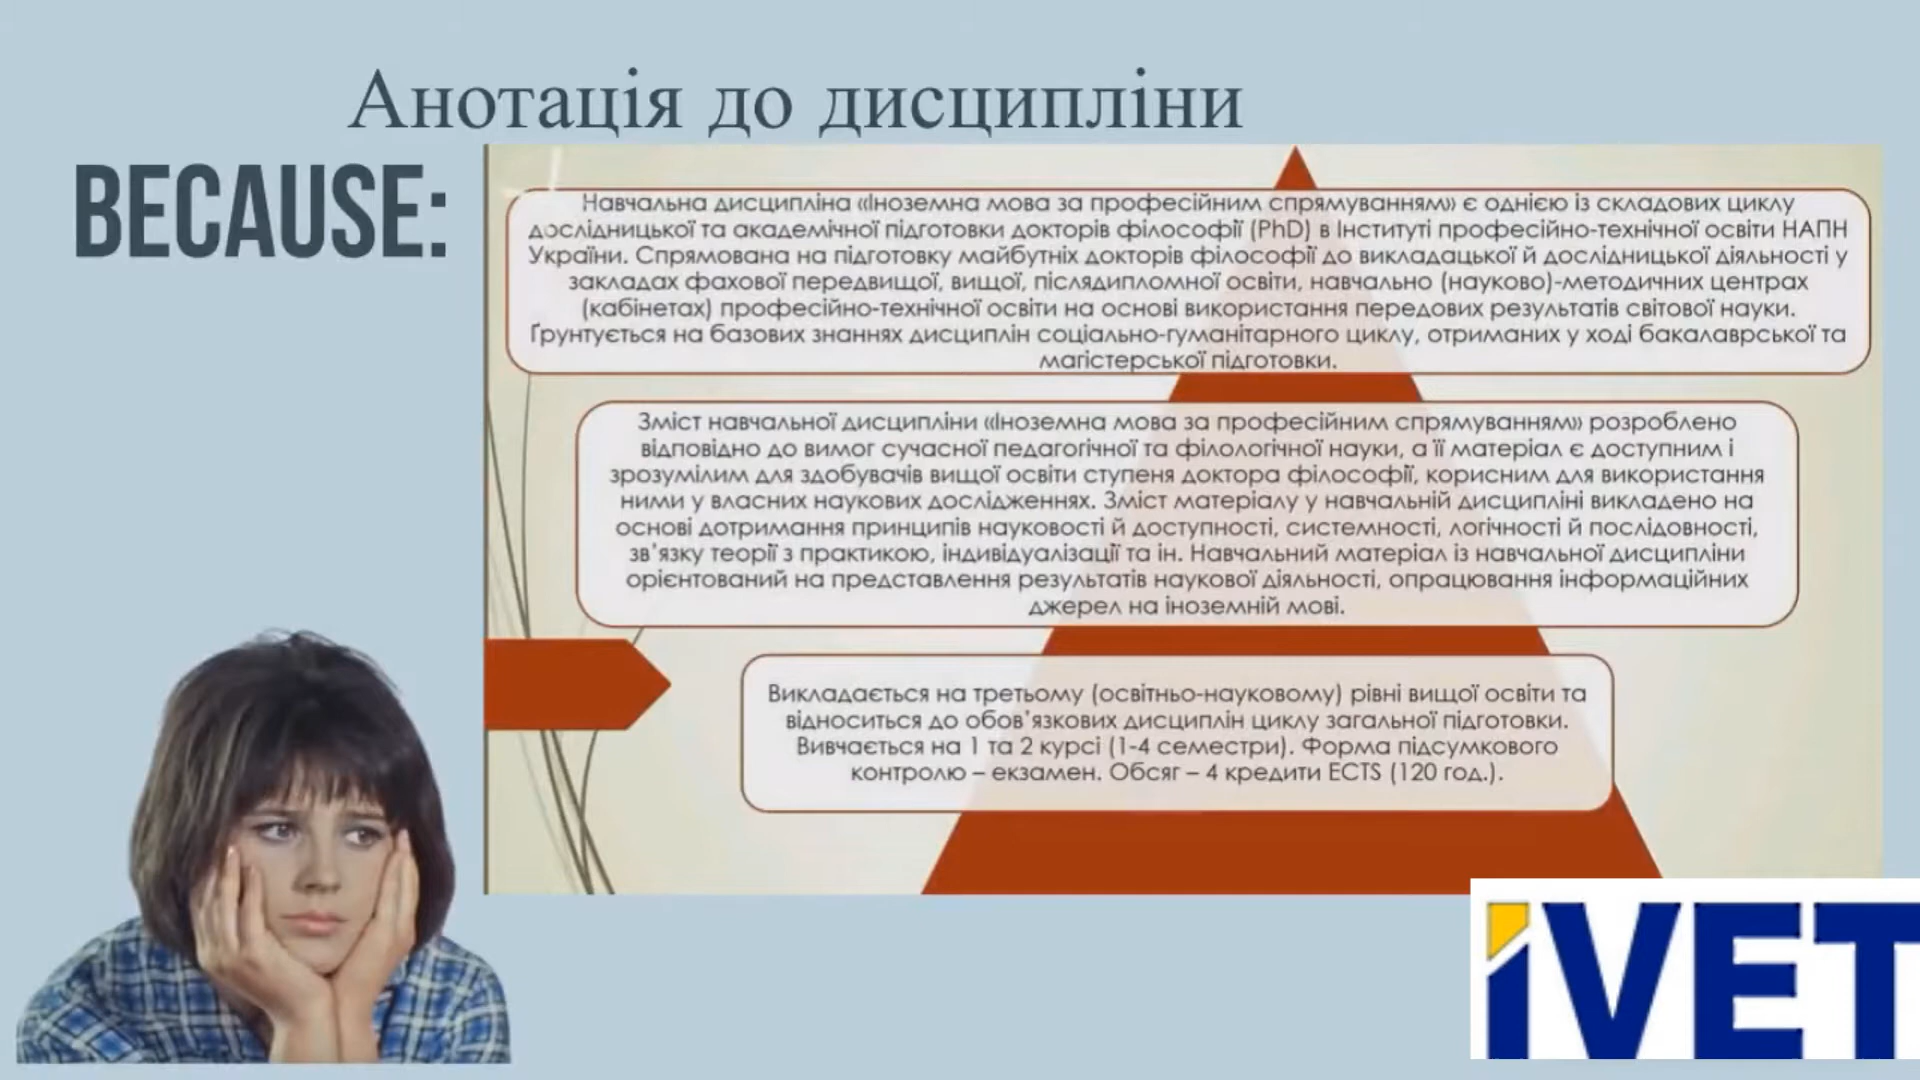 Анотація до дисципліни
BECAUSE:
Навчальна дисципліна «Іноземна мова за професійним спрямуванням» є однією із складових циклу
дослідницької та академічної підготовки докторів філософії (PhD) в Інституті професійно-технічної освіти НАПН
України. Спрямована на підготовку майбутніх докторів філософії до викладацької й дослідницької діяльності у
закладах фахової передвищої, вищої, післядипломної освіти, навчально (науково)-методичних центрах
(кабінетах) професійно-технічної освіти на основі використання передових результатів світової науки.
Ґрунтується на базових знаннях дисциплін соціально-гуманітарного циклу, отриманих у ході бакалаврської та
магістерської підготовки.
Зміст навчальної дисципліни «Іноземна мова за професійним спрямуванням» розроблено
відповідно до вимог сучасної педагогічної та філологічної науки, а її матеріал є доступним і
зрозумілим для здобувачів вищої освіти ступеня доктора філософії, корисним для використання
ними у власних наукових дослідженнях. Зміст матеріалу у навчальній дисципліні викладено на
основі дотримання принципів науковості й доступності, системності, логічності й послідовності,
зв’язку теорії з практикою, індивідуалізації та ін. Навчальний матеріал із навчальної дисципліни
орієнтований на представлення результатів наукової діяльності, опрацювання інформаційних
джерел на іноземній мові.
Викладається на третьому (освітньо-науковому) рівні вищої освіти та
відноситься до обов’язкових дисциплін циклу загальної підготовки.
Вивчається на 1 та 2 курсі (1-4 семестри). Форма підсумкового
контролю – екзамен. Обсяг – 4 кредити ECTS (120 год.).
iVET